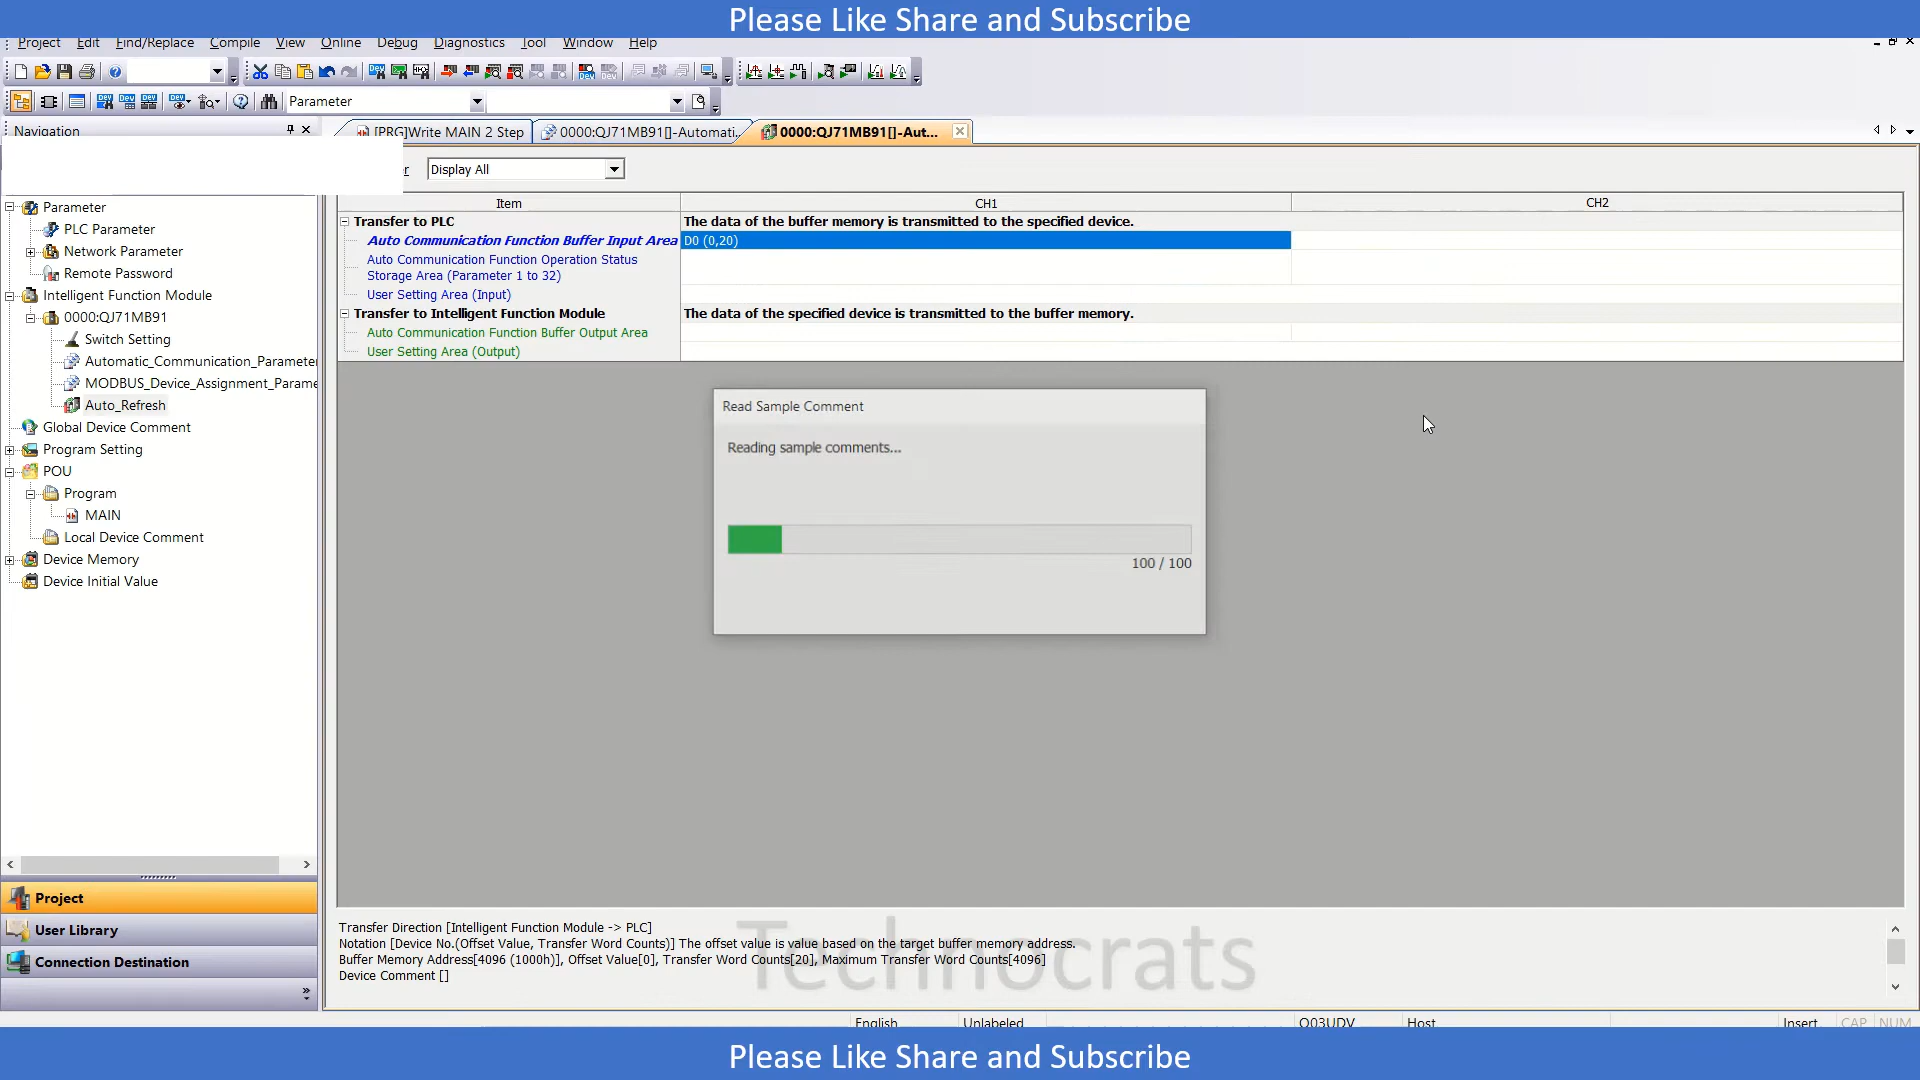 Please Like Share and Subscribe
Project Edit Find/Replace Compile View Online Debug Diagnostics Tool Window Help
Parameter
Navigation
[PRG]Write MAIN 2 Step
0000:QJ71MB91[]-Automati...
0000:QJ71MB91[]-Aut...
Display All
Item CH1 CH2
Transfer to PLC The data of the buffer memory is transmitted to the specified device.
Auto Communication Function Buffer Input Area D0 (0,20)
Auto Communication Function Operation Status
Storage Area (Parameter 1 to 32)
User Setting Area (Input)
Transfer to Intelligent Function Module The data of the specified device is transmitted to the buffer memory.
Auto Communication Function Buffer Output Area
User Setting Area (Output)
Parameter
PLC Parameter
Network Parameter
Remote Password
Intelligent Function Module
0000:QJ71MB91
Switch Setting
Automatic_Communication_Parameter
MODBUS_Device_Assignment_Parame
Auto_Refresh
Global Device Comment
Program Setting
POU
Program
MAIN
Local Device Comment
Device Memory
Device Initial Value
Read Sample Comment
Reading sample comments...
100 / 100
Project
User Library
Connection Destination
Transfer Direction [Intelligent Function Module -> PLC]
Notation [Device No.(Offset Value, Transfer Word Counts)] The offset value is value based on the target buffer memory address.
Buffer Memory Address[4096 (1000h)], Offset Value[0], Transfer Word Counts[20], Maximum Transfer Word Counts[4096]
Device Comment []
Technocrats
English Unlabeled Q03UDV Host Insert CAP NUM
Please Like Share and Subscribe